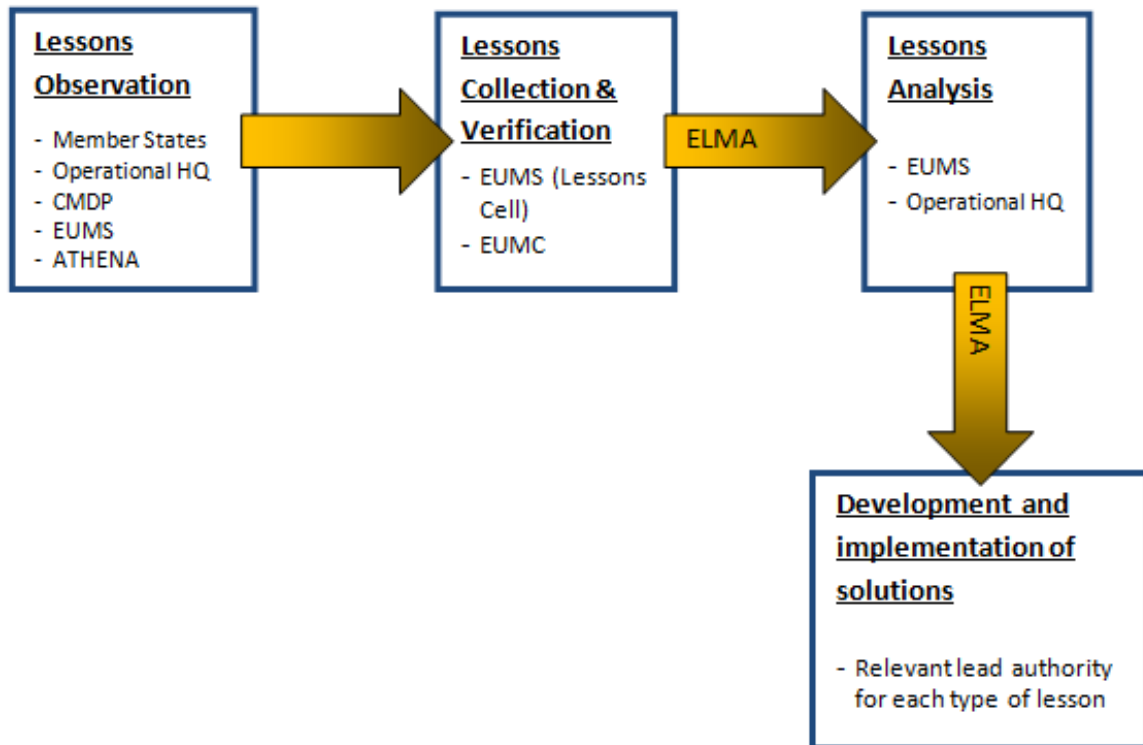 Lessons
Observation
- Member States
- Operational HQ
- CMDP
- EUMS
- ATHENA
Lessons
Collection &
Verification
- EUMS (Lessons
Cell)
- EUMC
ELMA
Lessons
Analysis
- EUMS
- Operational HQ
ELMA
Development and
implementation of
solutions
- Relevant lead authority
for each type of lesson